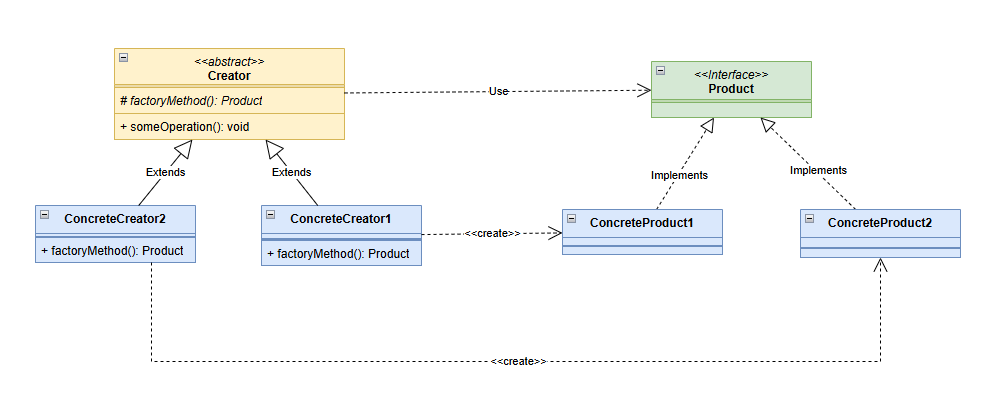 <<abstract>>
Creator
# factoryMethod(): Product
+ someOperation(): void
Use
<<Interface>>
Product
Extends
Extends
Implements
Implements
ConcreteCreator2
+ factoryMethod(): Product
ConcreteCreator1
+ factoryMethod(): Product
<<create>>
ConcreteProduct1
ConcreteProduct2
<<create>>